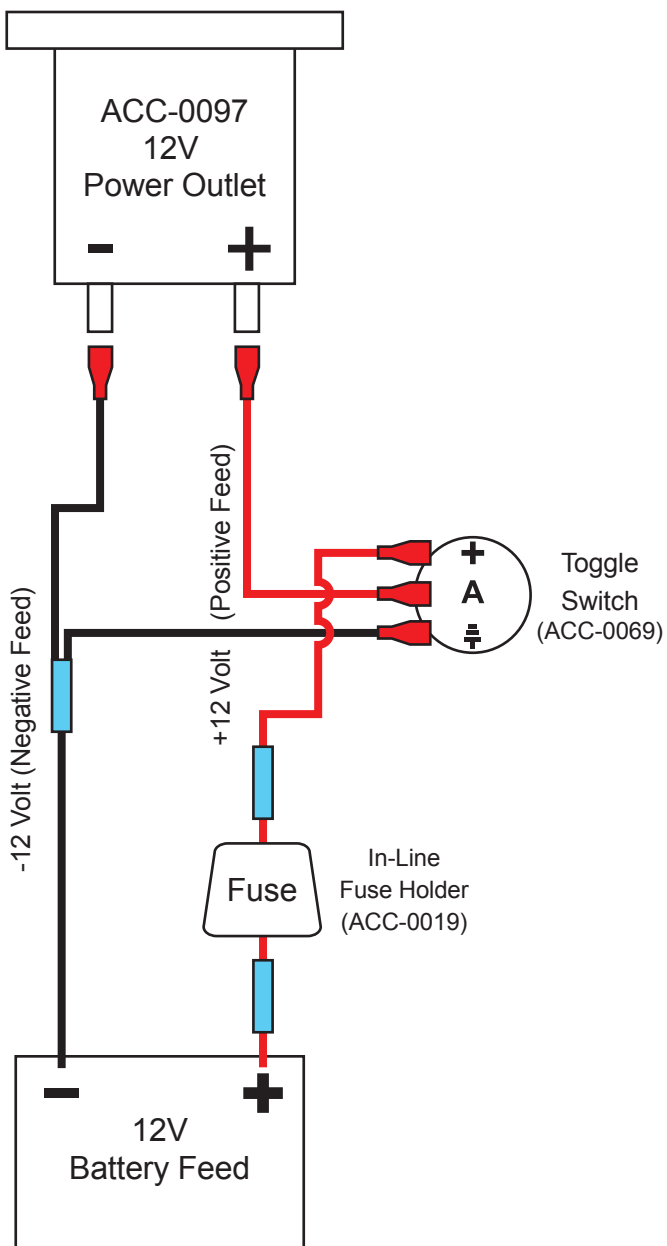 ACC-0097
12V
Power Outlet
- +
+12 Volt (Positive Feed)
-12 Volt (Negative Feed)
+
A
Toggle
Switch
(ACC-0069)
Fuse
In-Line
Fuse Holder
(ACC-0019)
- +
12V
Battery Feed